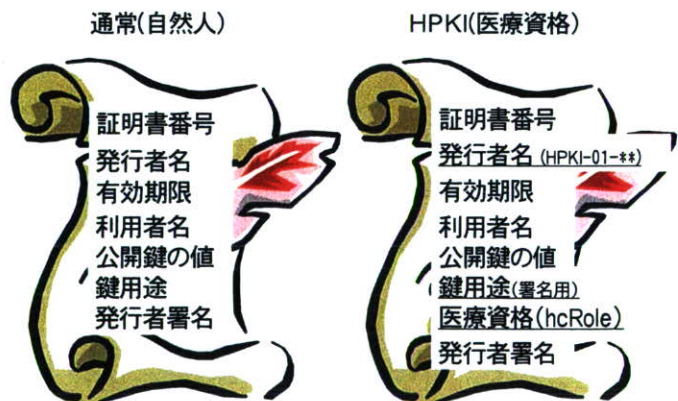 通常(自然人)
証明書番号
発行者名
有効期限
利用者名
公開鍵の値
鍵用途
発行者署名
HPKI(医療資格)
証明書番号
発行者名(HPKI-01-**)
有効期限
利用者名
公開鍵の値
鍵用途(署名用)
医療資格(hcRole)
発行者署名